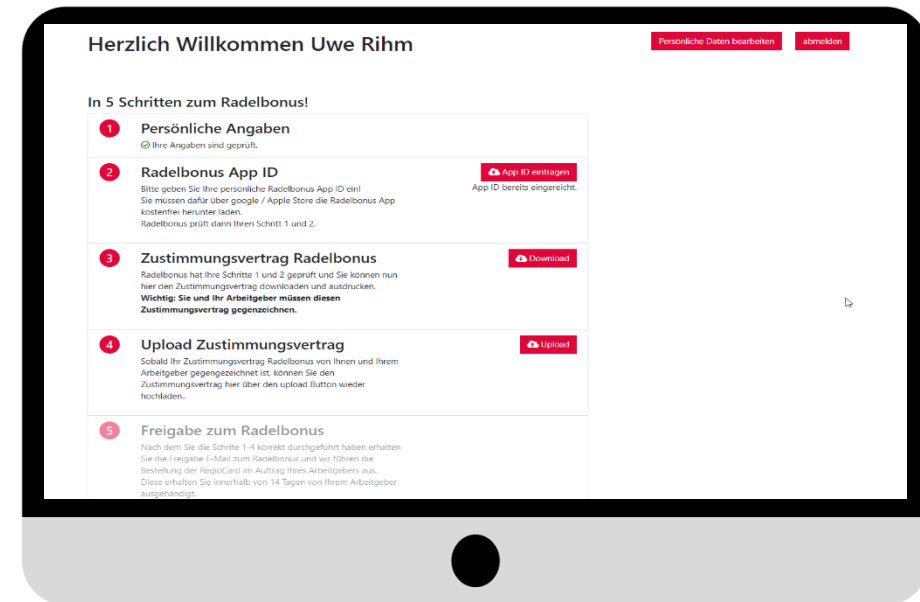 Herzlich Willkommen Uwe Rihm
Persönliche Daten bearbeiten
abmelden
In 5 Schritten zum Radelbonus!
1
Persönliche Angaben
Ihre Angaben sind geprüft.
2
Radelbonus App ID
App ID eintragen
App ID bereits eingereicht.
Bitte geben Sie Ihre persönliche Radelbonus App ID ein!
Sie müssen dafür über google / Apple Store die Radelbonus App
kostenfrei herunter laden.
Radelbonus prüft dann Ihren Schritt 1 und 2.
3
Zustimmungsvertrag Radelbonus
Download
Radelbonus hat Ihre Schritte 1 und 2 geprüft und Sie können nun
hier den Zustimmungsvertrag downloaden und ausdrucken.
Wichtig: Sie und Ihr Arbeitgeber müssen diesen
Zustimmungsvertrag gegenzeichnen.
4
Upload Zustimmungsvertrag
Upload
Sobald Ihr Zustimmungsvertrag Radelbonus von Ihnen und Ihrem
Arbeitgeber gegengezeichnet ist, können Sie den
Zustimmungsvertrag hier über den upload Button wieder
hochladen..
5
Freigabe zum Radelbonus
Nach dem Sie die Schritte 1-4 korrekt durchgeführt haben erhalten
Sie die Freigabe E-Mail zum Radelbonus und wir führen die
Bestellung der RegioCard im Auftrag Ihres Arbeitgebers aus.
Diese erhalten Sie innerhalb von 14 Tagen von Ihrem Arbeitgeber
ausgehändigt.